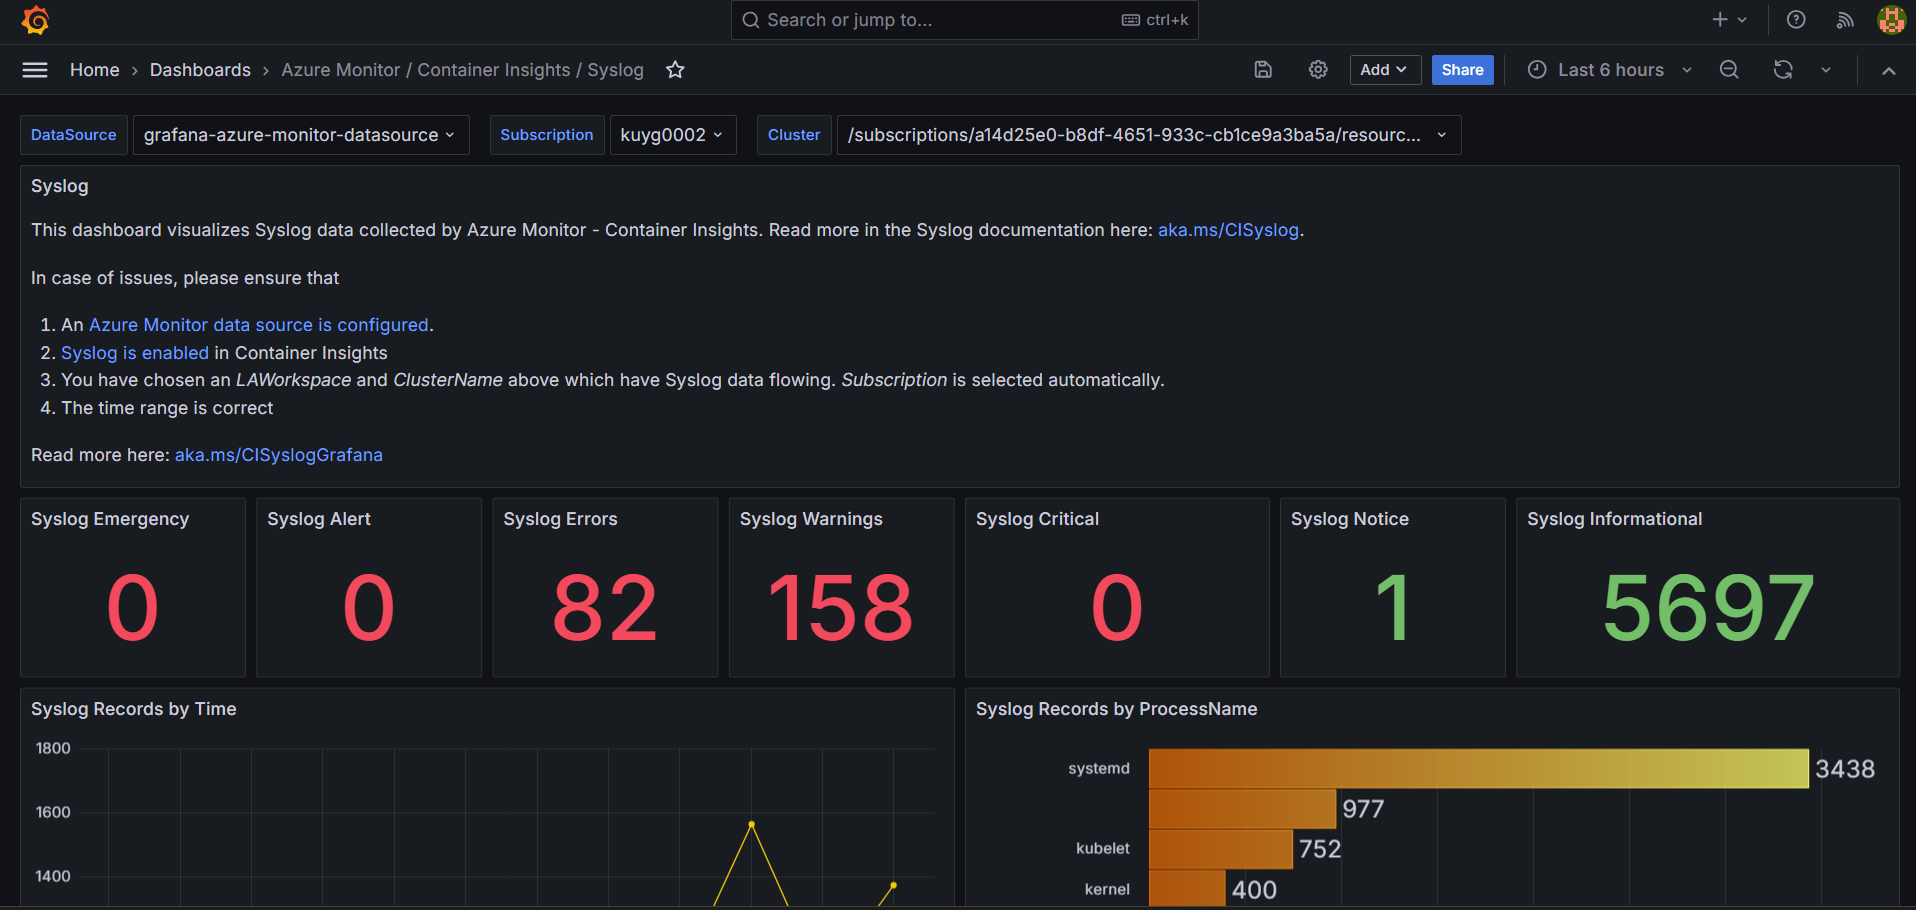 Search or jump to...
ctrl+k
Home › Dashboards › Azure Monitor / Container Insights / Syslog
Add
Share
Last 6 hours
DataSource
grafana-azure-monitor-datasource
Subscription
kuyg0002
Cluster
/subscriptions/a14d25e0-b8df-4651-933c-cb1ce9a3ba5a/resourc...
Syslog
This dashboard visualizes Syslog data collected by Azure Monitor - Container Insights. Read more in the Syslog documentation here: aka.ms/CISyslog.
In case of issues, please ensure that
1. An Azure Monitor data source is configured.
2. Syslog is enabled in Container Insights
3. You have chosen an LAWorkspace and ClusterName above which have Syslog data flowing. Subscription is selected automatically.
4. The time range is correct
Read more here: aka.ms/CISyslogGrafana
Syslog Emergency
0
Syslog Alert
0
Syslog Errors
82
Syslog Warnings
158
Syslog Critical
0
Syslog Notice
1
Syslog Informational
5697
Syslog Records by Time
1800
1600
1400
Syslog Records by ProcessName
systemd 3438
977
kubelet 752
kernel 400